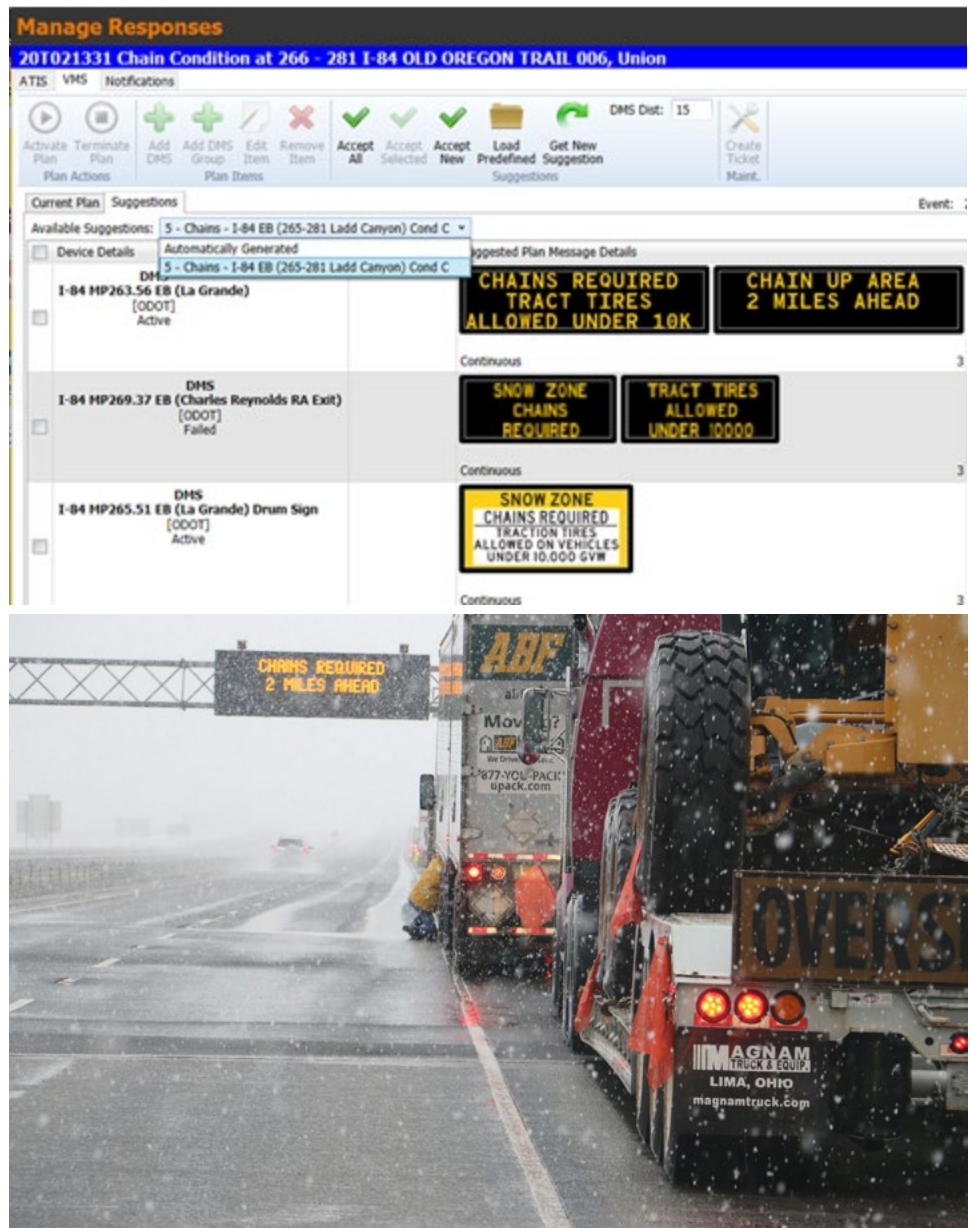 Manage Responses
20T021331 Chain Condition at 266 - 281 I-84 OLD OREGON TRAIL 006, Union
ATIS VMS Notifications
DMS Dist: 15
Activate Plan
Terminate Plan
Add DMS
Add DMS Group
Edit Item
Remove Item
Accept All
Accept Selected
Accept New
Load Predefined
Get New Suggestion
Create Ticket
Plan Actions Plan Items Suggestions Maint.
Current Plan Suggestions
Event: 2
Available Suggestions: 5 - Chains - I-84 EB (265-281 Ladd Canyon) Cond C
Automatically Generated
5 - Chains - I-84 EB (265-281 Ladd Canyon) Cond C
Device Details
Plan Message Details
I-84 MP263.56 EB (La Grande)
[ODOT]
Active
CHAINS REQUIRED
TRACT TIRES
ALLOWED UNDER 10K
CHAIN UP AREA
2 MILES AHEAD
Continuous 3
DMS
I-84 MP269.37 EB (Charles Reynolds RA Exit)
[ODOT]
Failed
SNOW ZONE
CHAINS
REQUIRED
TRACT TIRES
ALLOWED
UNDER 10000
Continuous 3
DMS
I-84 MP265.51 EB (La Grande) Drum Sign
[ODOT]
Active
SNOW ZONE
CHAINS REQUIRED
TRACTION TIRES
ALLOWED ON VEHICLES
UNDER 10,000 GVW
Continuous 3
CHAINS REQUIRED
2 MILES AHEAD
ABF
ABF
upack.com
OVERS
MAGNAM
TRUCK & EQUIP.
LIMA, OHIO
magnamtruck.com